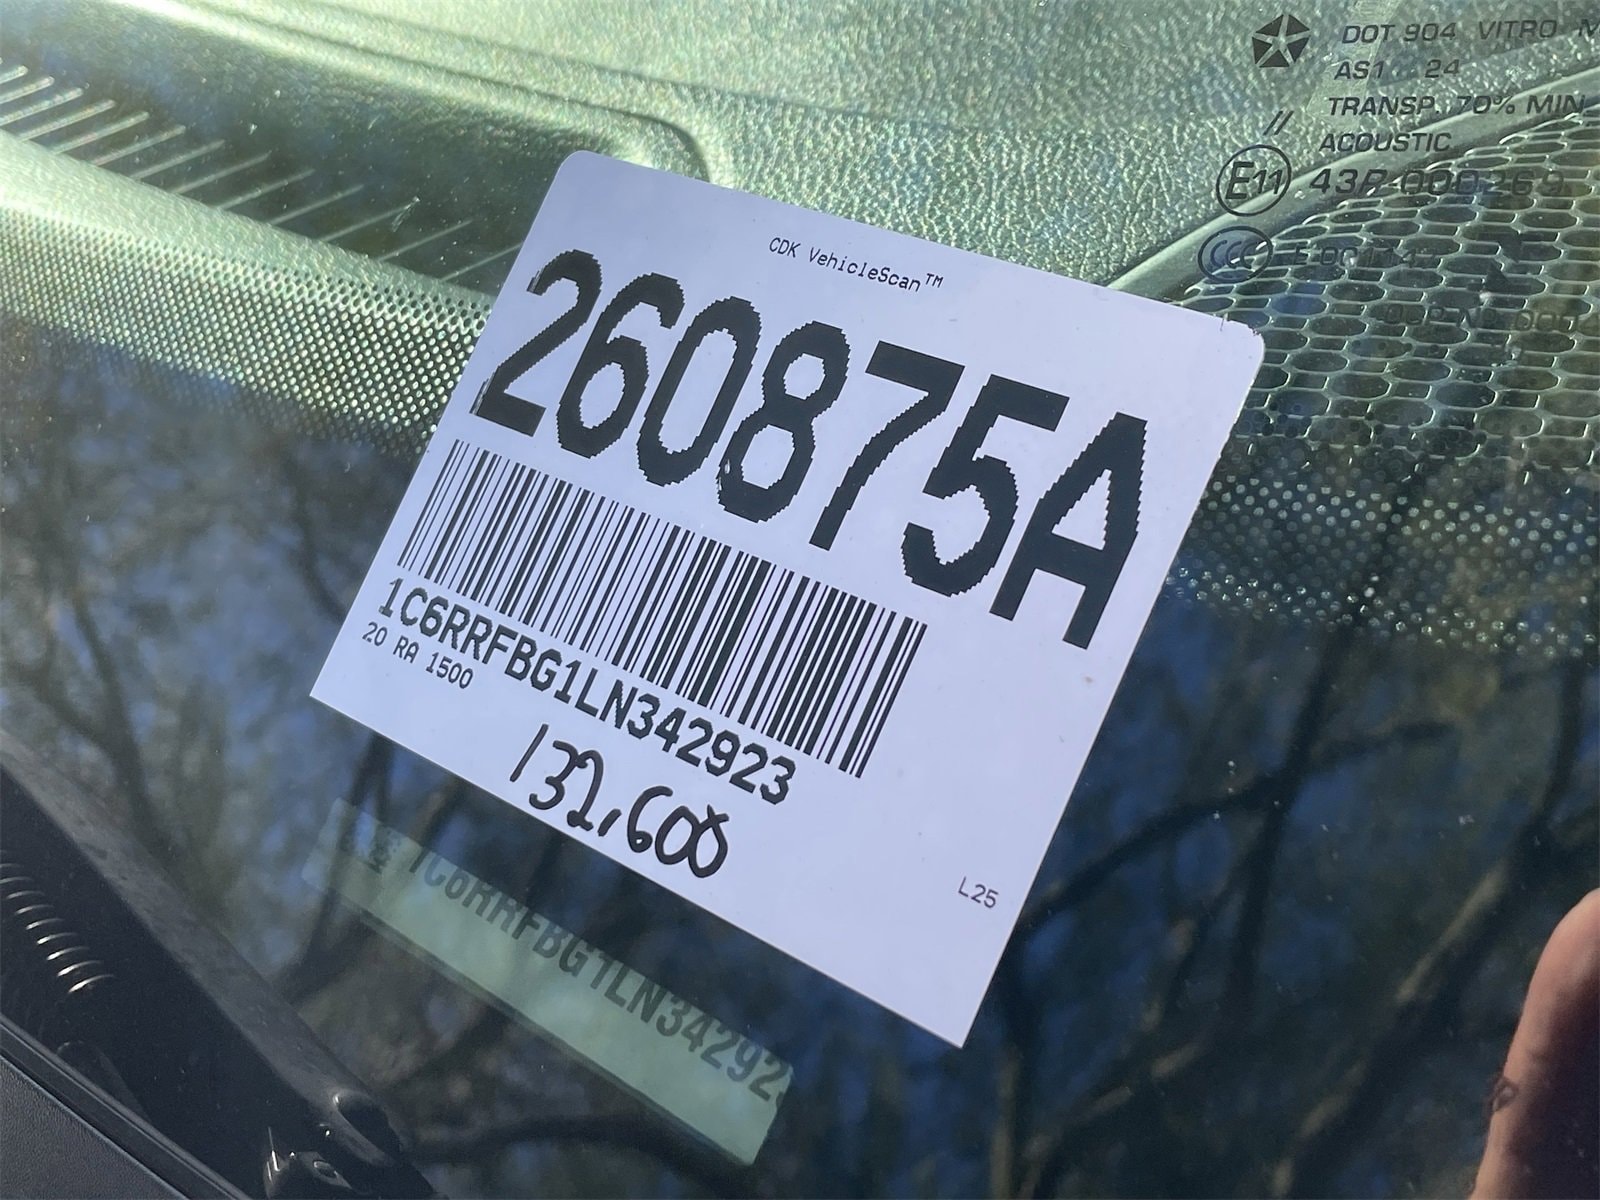 DOT 904 VITRO
AS1 24
TRANSP. 70% MIN
//
ACOUSTIC
E11 43R-000269
CCC
CDK VehicleScan™
260875A
1C6RRFBG1LN342923
20 RA 1500
132,600
L25
1C6RRFBG1LN342923